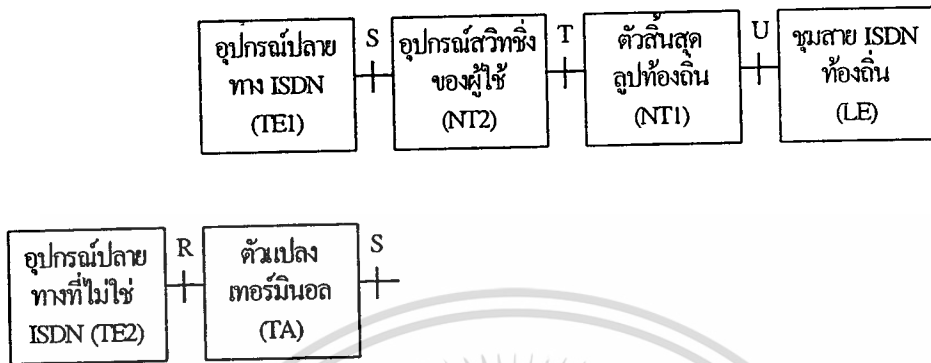 อุปกรณ์ปลาย
ทาง ISDN
(TE1)
S
อุปกรณ์สวิทชิ่ง
ของผู้ใช้
(NT2)
T
ตัวสิ้นสุด
ลูปท้องถิ่น
(NT1)
U
ชุมสาย ISDN
ท้องถิ่น
(LE)
อุปกรณ์ปลาย
ทางที่ไม่ใช่
ISDN (TE2)
R
ตัวแปลง
เทอร์มินอล
(TA)
S